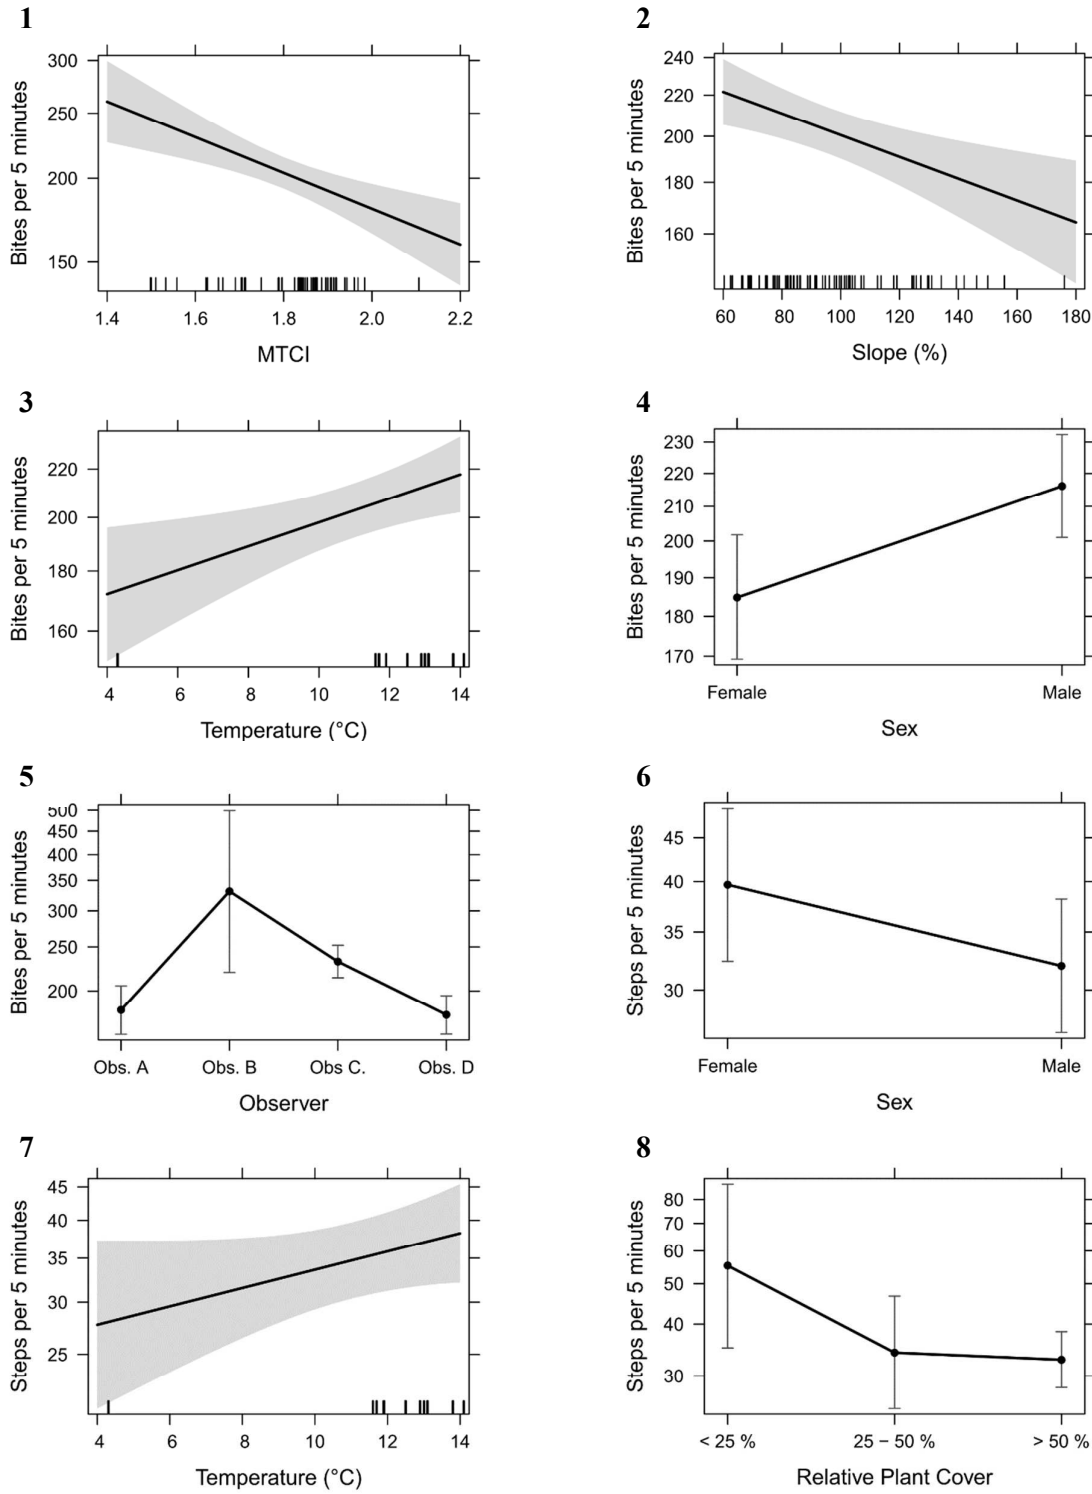 1
Bites per 5 minutes
300
250
200
150
1.4 1.6 1.8 2.0 2.2
MTCI
2
Bites per 5 minutes
240
220
200
180
160
60 80 100 120 140 160 180
Slope (%)
3
Bites per 5 minutes
220
200
180
160
4 6 8 10 12 14
Temperature (°C)
4
Bites per 5 minutes
230
220
210
200
190
180
170
Female Male
Sex
5
Bites per 5 minutes
500
450
400
350
300
250
200
Obs. A Obs. B Obs C. Obs. D
Observer
6
Steps per 5 minutes
45
40
35
30
Female Male
Sex
7
Steps per 5 minutes
45
40
35
30
25
4 6 8 10 12 14
Temperature (°C)
8
Steps per 5 minutes
80
70
60
50
40
30
< 25 % 25 – 50 % > 50 %
Relative Plant Cover